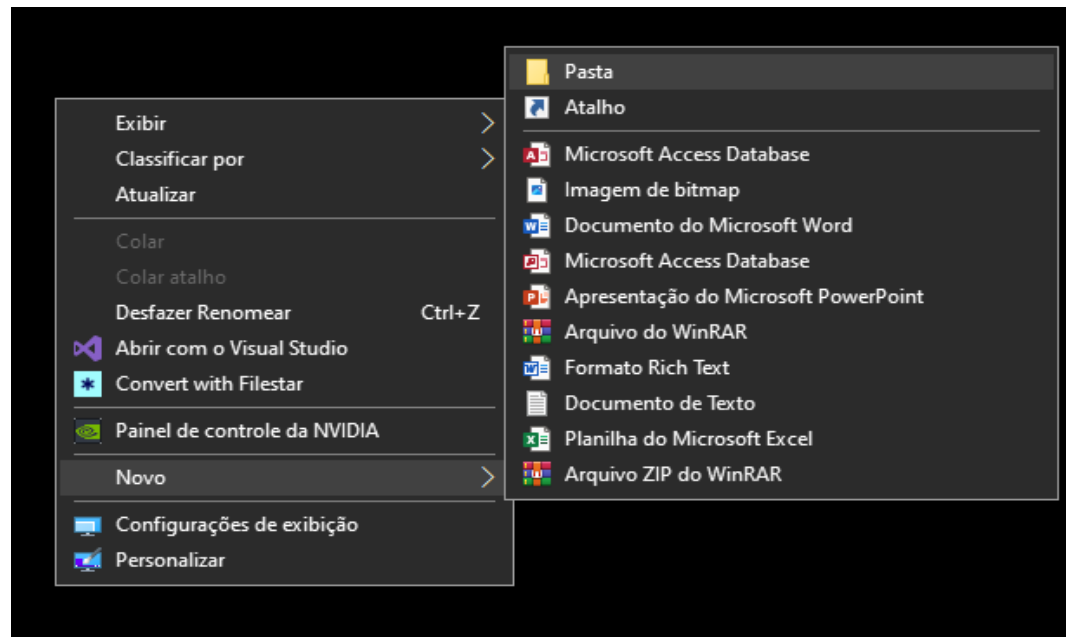 Exibir
Classificar por
Atualizar
Colar
Colar atalho
Desfazer Renomear Ctrl+Z
Abrir com o Visual Studio
Convert with Filestar
Painel de controle da NVIDIA
Novo
Configurações de exibição
Personalizar
Pasta
Atalho
Microsoft Access Database
Imagem de bitmap
Documento do Microsoft Word
Microsoft Access Database
Apresentação do Microsoft PowerPoint
Arquivo do WinRAR
Formato Rich Text
Documento de Texto
Planilha do Microsoft Excel
Arquivo ZIP do WinRAR